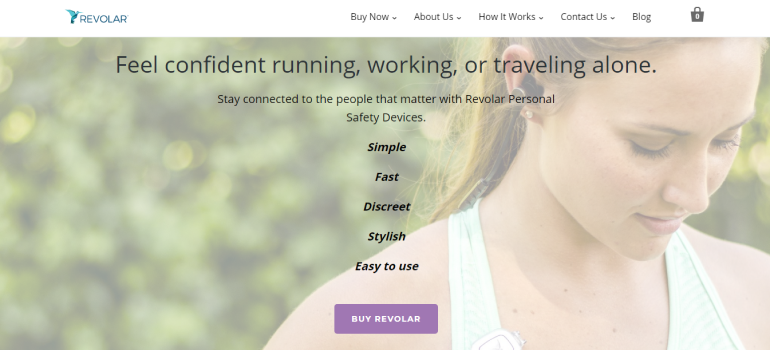 REVOLAR
Buy Now
About Us
How It Works
Contact Us
Blog
0
Feel confident running, working, or traveling alone.
Stay connected to the people that matter with Revolar Personal
Safety Devices.
Simple
Fast
Discreet
Stylish
Easy to use
BUY REVOLAR